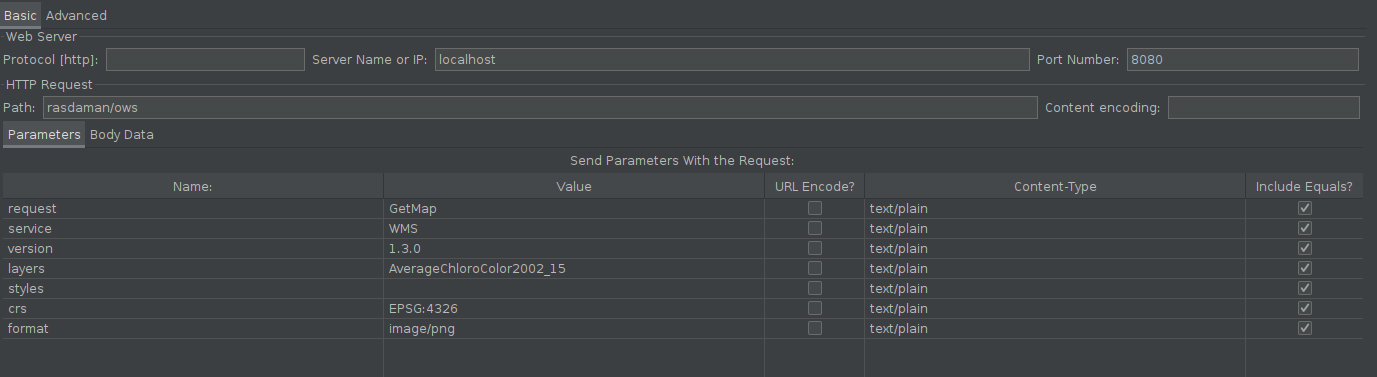 Basic Advanced
Web Server
Protocol [http]: Server Name or IP: localhost Port Number: 8080
HTTP Request
Path: rasdaman/ows Content encoding:
Parameters Body Data
Send Parameters With the Request:
Name: Value URL Encode? Content-Type Include Equals?
request GetMap text/plain
service WMS text/plain
version 1.3.0 text/plain
layers AverageChloroColor2002_15 text/plain
styles text/plain
crs EPSG:4326 text/plain
format image/png text/plain